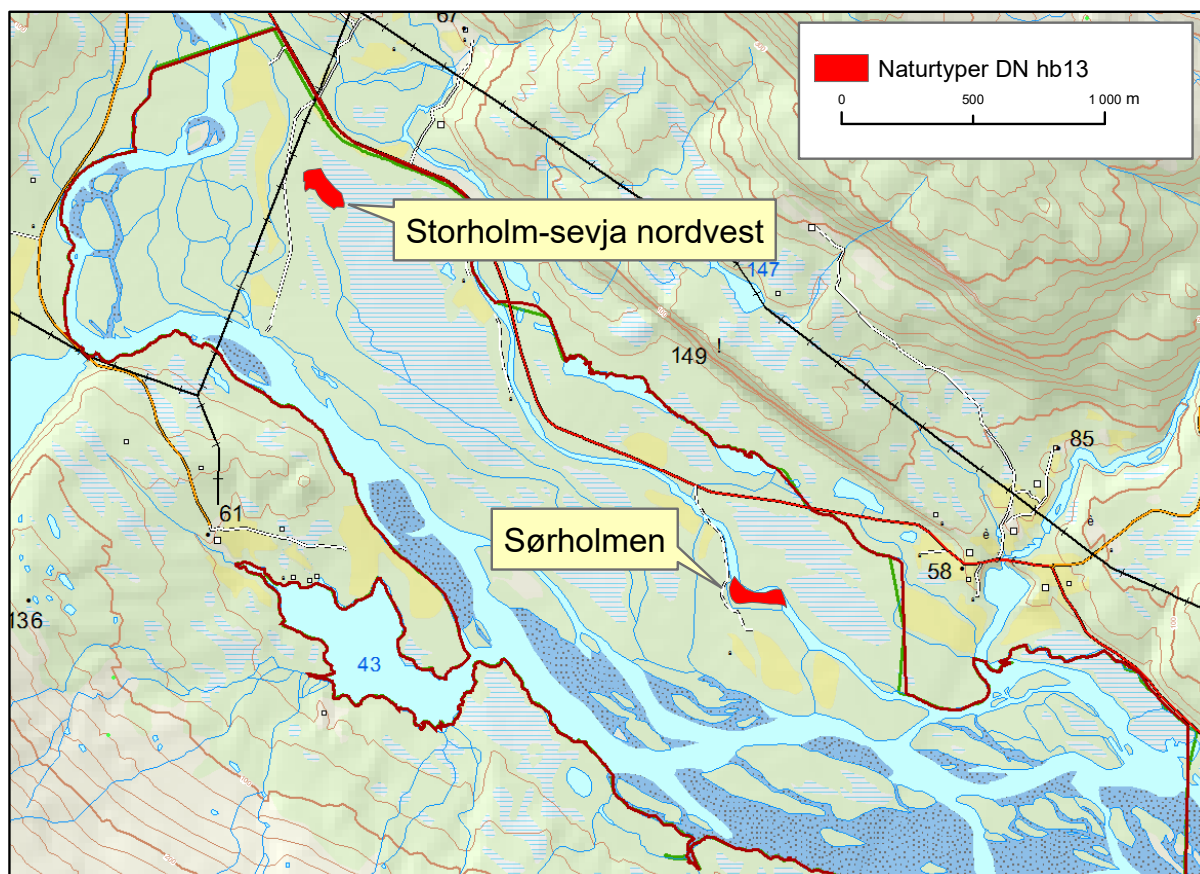 67
Naturtyper DN hb13
0 500 1 000 m
Storholm-sevja nordvest
147
149 !
85
61
Sørholmen
58
136
43